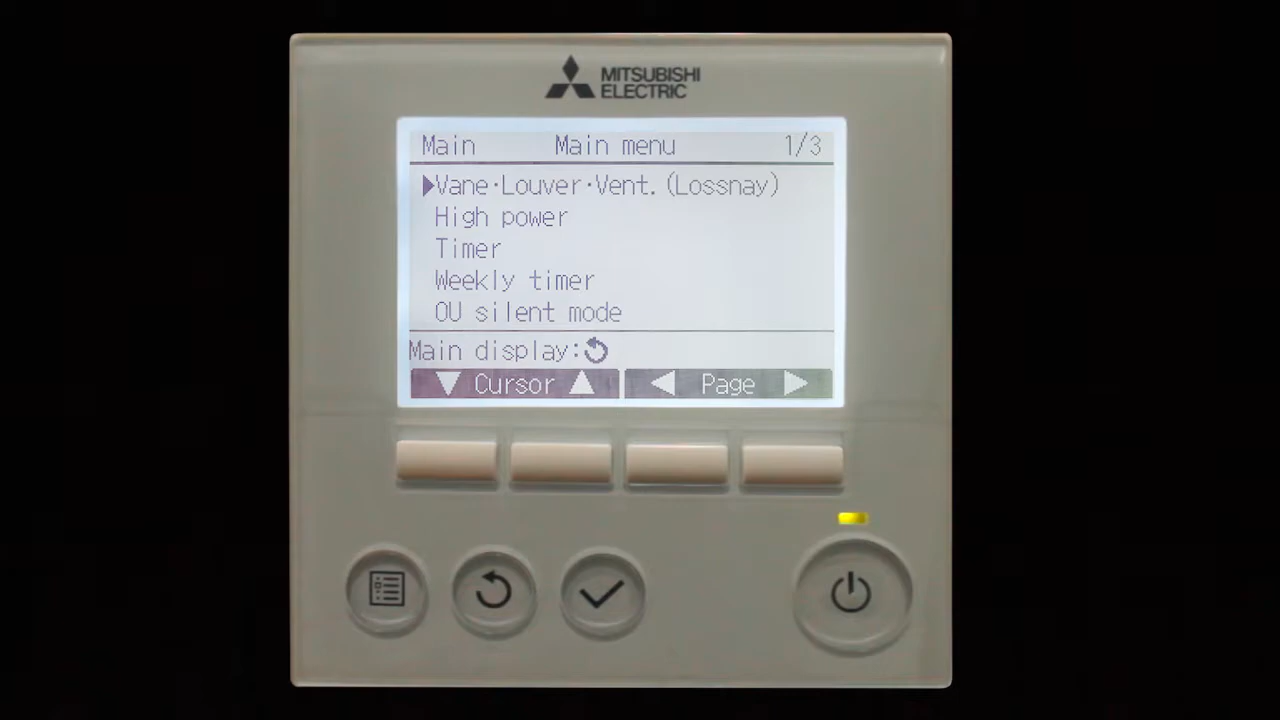 MITSUBISHI
ELECTRIC
Main Main menu 1/3
▶Vane·Louver·Vent.(Lossnay)
High power
Timer
Weekly timer
OU silent mode
Main display:↺
▼ Cursor ▲ ◀ Page ▶